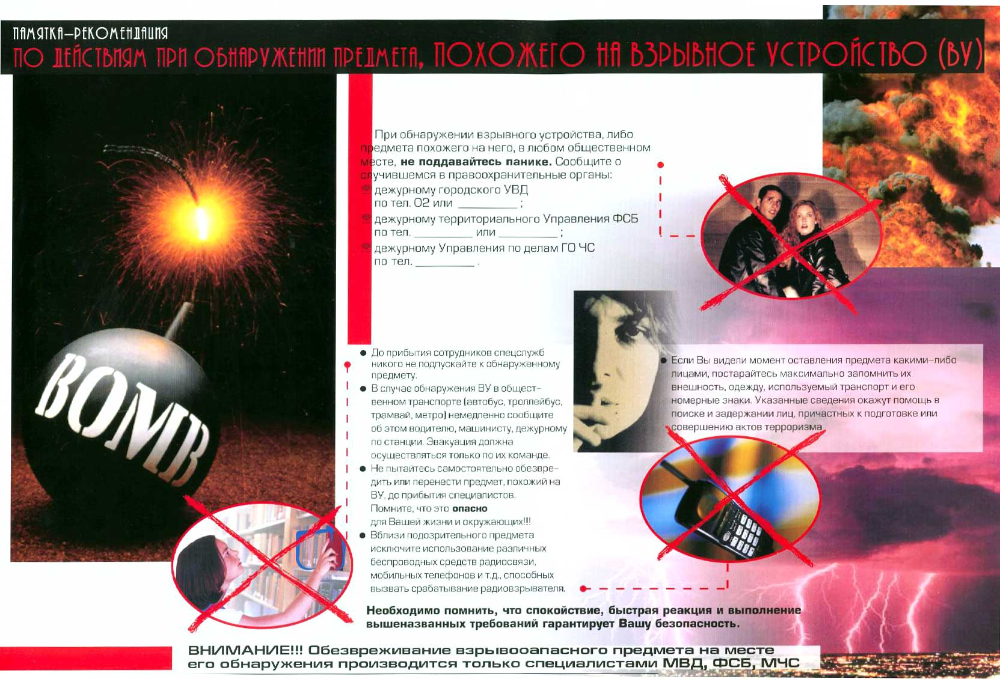 ПАМЯТКА–РЕКОМЕНДАЦИЯ
ПО ДЕЙСТВИЯМ ПРИ ОБНАРУЖЕНИИ ПРЕДМЕТА, ПОХОЖЕГО НА ВЗРЫВНОЕ УСТРОЙСТВО (ВУ)
BOMB
При обнаружении взрывного устройства, либо
предмета похожего на него, в любом общественном
месте, не поддавайтесь панике. Сообщите о
случившемся в правоохранительные органы:
дежурному городского УВД
по тел. 02 или __________ ;
дежурному территориального Управления ФСБ
по тел. __________ или __________ ;
дежурному Управления по делам ГО ЧС
по тел. __________ .
● До прибытия сотрудников спецслужб
никого не подпускайте к обнаруженному
предмету.
● В случае обнаружения ВУ в общест–
венном транспорте (автобус, троллейбус,
трамвай, метро) немедленно сообщите
об этом водителю, машинисту, дежурному
по станции. Эвакуация должна
осуществляться только по их команде.
● Не пытайтесь самостоятельно обезвре–
дить или перенести предмет, похожий на
ВУ, до прибытия специалистов.
Помните, что это опасно
для Вашей жизни и окружающих!!!
● Вблизи подозрительного предмета
исключите использование различных
беспроводных средств радиосвязи,
мобильных телефонов и т.д., способных
вызвать срабатывание радиовзрывателя.
● Если Вы видели момент оставления предмета какими–либо
лицами, постарайтесь максимально запомнить их
внешность, одежду, используемый транспорт и его
номерные знаки. Указанные сведения окажут помощь в
поиске и задержании лиц, причастных к подготовке или
совершению актов терроризма
Необходимо помнить, что спокойствие, быстрая реакция и выполнение
вышеназванных требований гарантирует Вашу безопасность.
ВНИМАНИЕ!!! Обезвреживание взрывооапасного предмета на месте
его обнаружения производится только специалистами МВД, ФСБ, МЧС